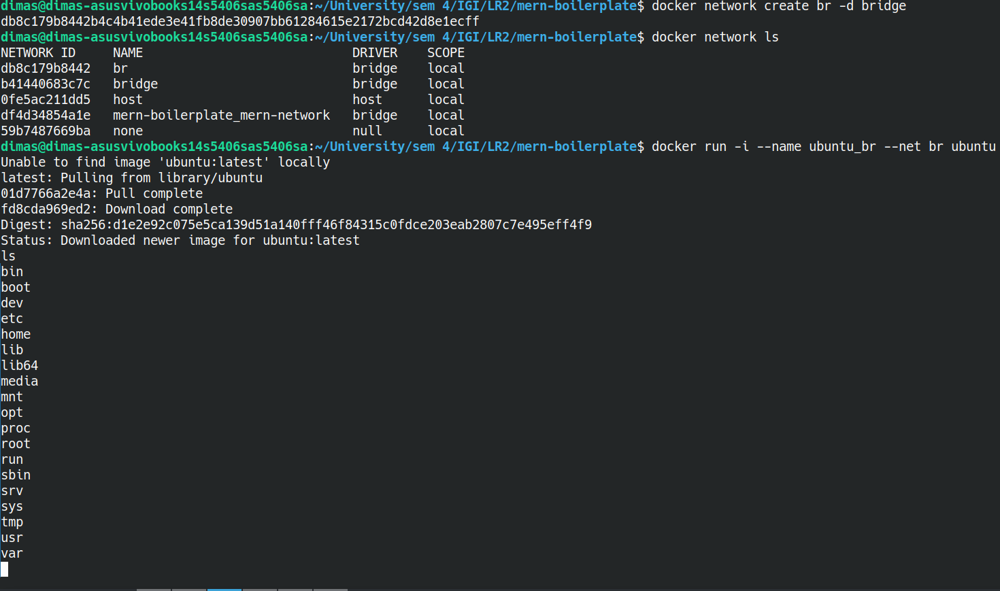 dimas@dimas-asusvivobooks14s5406sas5406sa:~/University/sem 4/IGI/LR2/mern-boilerplate$ docker network create br -d bridge
db8c179b8442b4c4b41ede3e41fb8de30907bb61284615e2172bcd42d8e1ecff
dimas@dimas-asusvivobooks14s5406sas5406sa:~/University/sem 4/IGI/LR2/mern-boilerplate$ docker network ls
NETWORK ID     NAME                            DRIVER    SCOPE
db8c179b8442   br                              bridge    local
b41440683c7c   bridge                          bridge    local
0fe5ac211dd5   host                            host      local
df4d34854a1e   mern-boilerplate_mern-network   bridge    local
59b7487669ba   none                            null      local
dimas@dimas-asusvivobooks14s5406sas5406sa:~/University/sem 4/IGI/LR2/mern-boilerplate$ docker run -i --name ubuntu_br --net br ubuntu
Unable to find image 'ubuntu:latest' locally
latest: Pulling from library/ubuntu
01d7766a2e4a: Pull complete
fd8cda969ed2: Download complete
Digest: sha256:d1e2e92c075e5ca139d51a140fff46f84315c0fdce203eab2807c7e495eff4f9
Status: Downloaded newer image for ubuntu:latest
ls
bin
boot
dev
etc
home
lib
lib64
media
mnt
opt
proc
root
run
sbin
srv
sys
tmp
usr
var